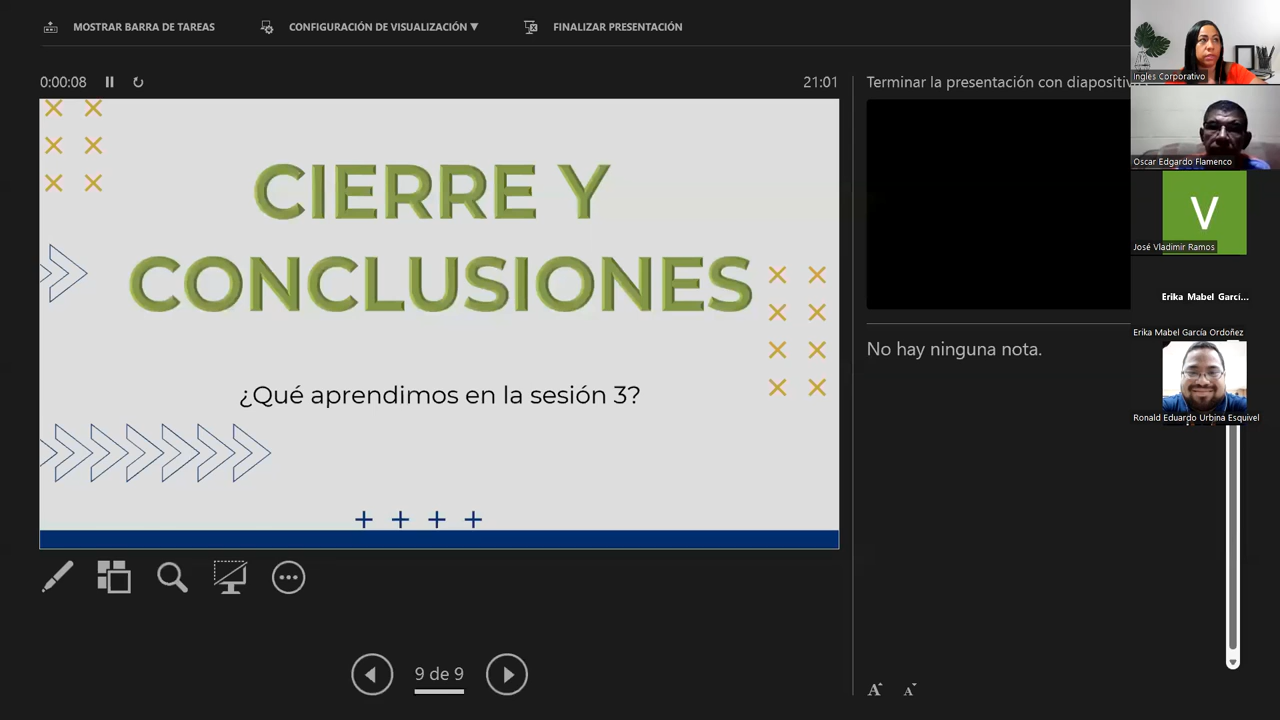 MOSTRAR BARRA DE TAREAS
CONFIGURACIÓN DE VISUALIZACIÓN ▼
FINALIZAR PRESENTACIÓN
0:00:08
21:01
CIERRE Y
CONCLUSIONES
¿Qué aprendimos en la sesión 3?
9 de 9
Terminar la presentación con diapositiv
No hay ninguna nota.
A A
Ingles Corporativo
Oscar Edgardo Flamenco
V
José Vladimir Ramos
Erika Mabel Garci...
Erika Mabel García Ordoñez
Ronald Eduardo Urbina Esquivel